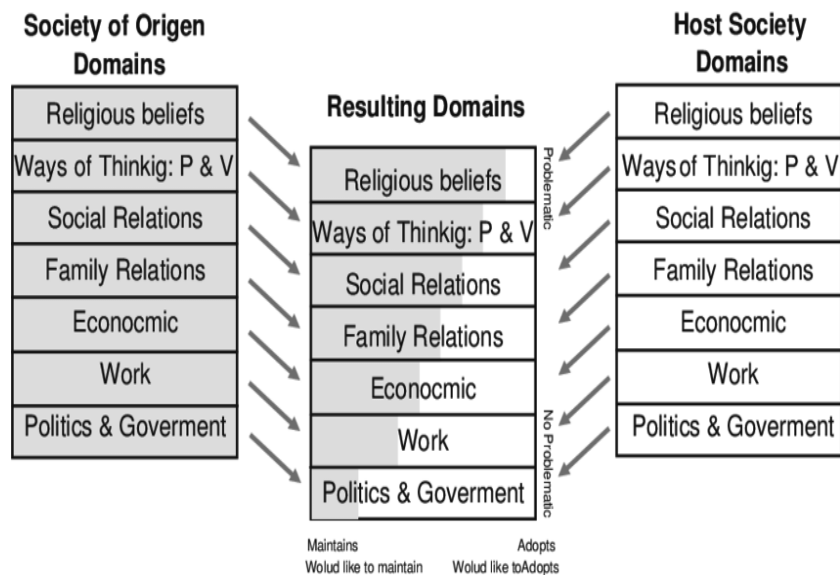 Society of Origen
Domains
Religious beliefs
Ways of Thinkig: P & V
Social Relations
Family Relations
Econocmic
Work
Politics & Goverment
Resulting Domains
Religious beliefs
Ways of Thinkig: P & V
Social Relations
Family Relations
Econocmic
Work
Politics & Goverment
Problematic
No Problematic
Maintains
Wolud like to maintain
Adopts
Wolud like toAdopts
Host Society
Domains
Religious beliefs
Ways of Thinkig: P & V
Social Relations
Family Relations
Econocmic
Work
Politics & Goverment